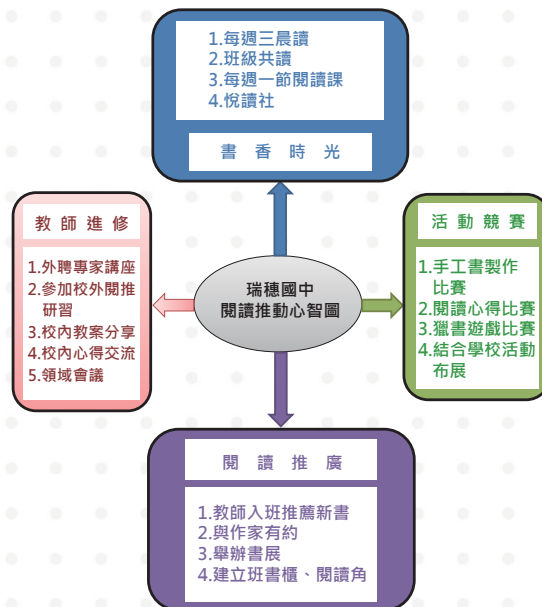 1.每週三晨讀
2.班級共讀
3.每週一節閱讀課
4.悅讀社
書香時光
教師進修
1.外聘專家講座
2.參加校外閱推
研習
3.校內教案分享
4.校內心得交流
5.領域會議
瑞穗國中
閱讀推動心智圖
活動競賽
1.手工書製作
比賽
2.閱讀心得比賽
3.獵書遊戲比賽
4.結合學校活動
布展
閱讀推廣
1.教師入班推薦新書
2.與作家有約
3.舉辦書展
4.建立班書櫃、閱讀角